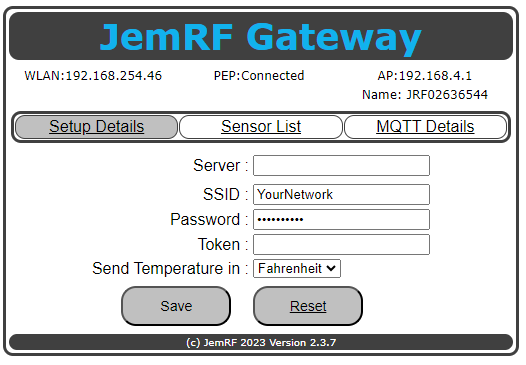 JemRF Gateway
WLAN:192.168.254.46 PEP:Connected AP:192.168.4.1
Name: JRF02636544
Setup Details Sensor List MQTT Details
Server :
SSID : YourNetwork
Password : ••••••••••
Token :
Send Temperature in : Fahrenheit
Save Reset
(c) JemRF 2023 Version 2.3.7